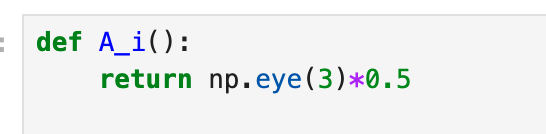 def A_i():
    return np.eye(3)*0.5